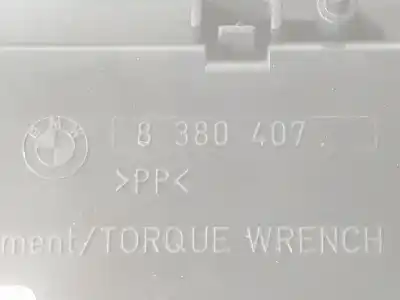 BMW
8 380 407
>PP<
ment/TORQUE WRENCH